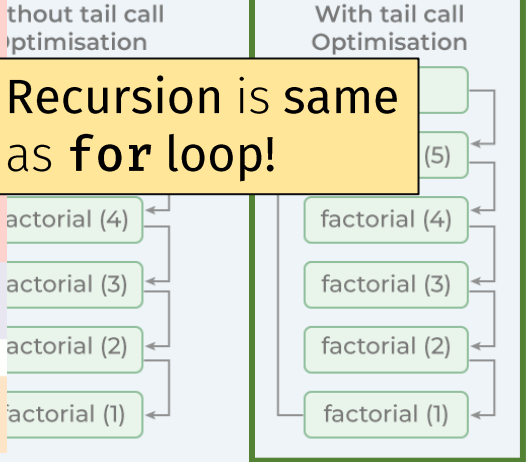 thout tail call
ptimisation
With tail call
Optimisation
Recursion is same
as for loop!
(5)
actorial (4)
actorial (3)
actorial (2)
actorial (1)
factorial (4)
factorial (3)
factorial (2)
factorial (1)